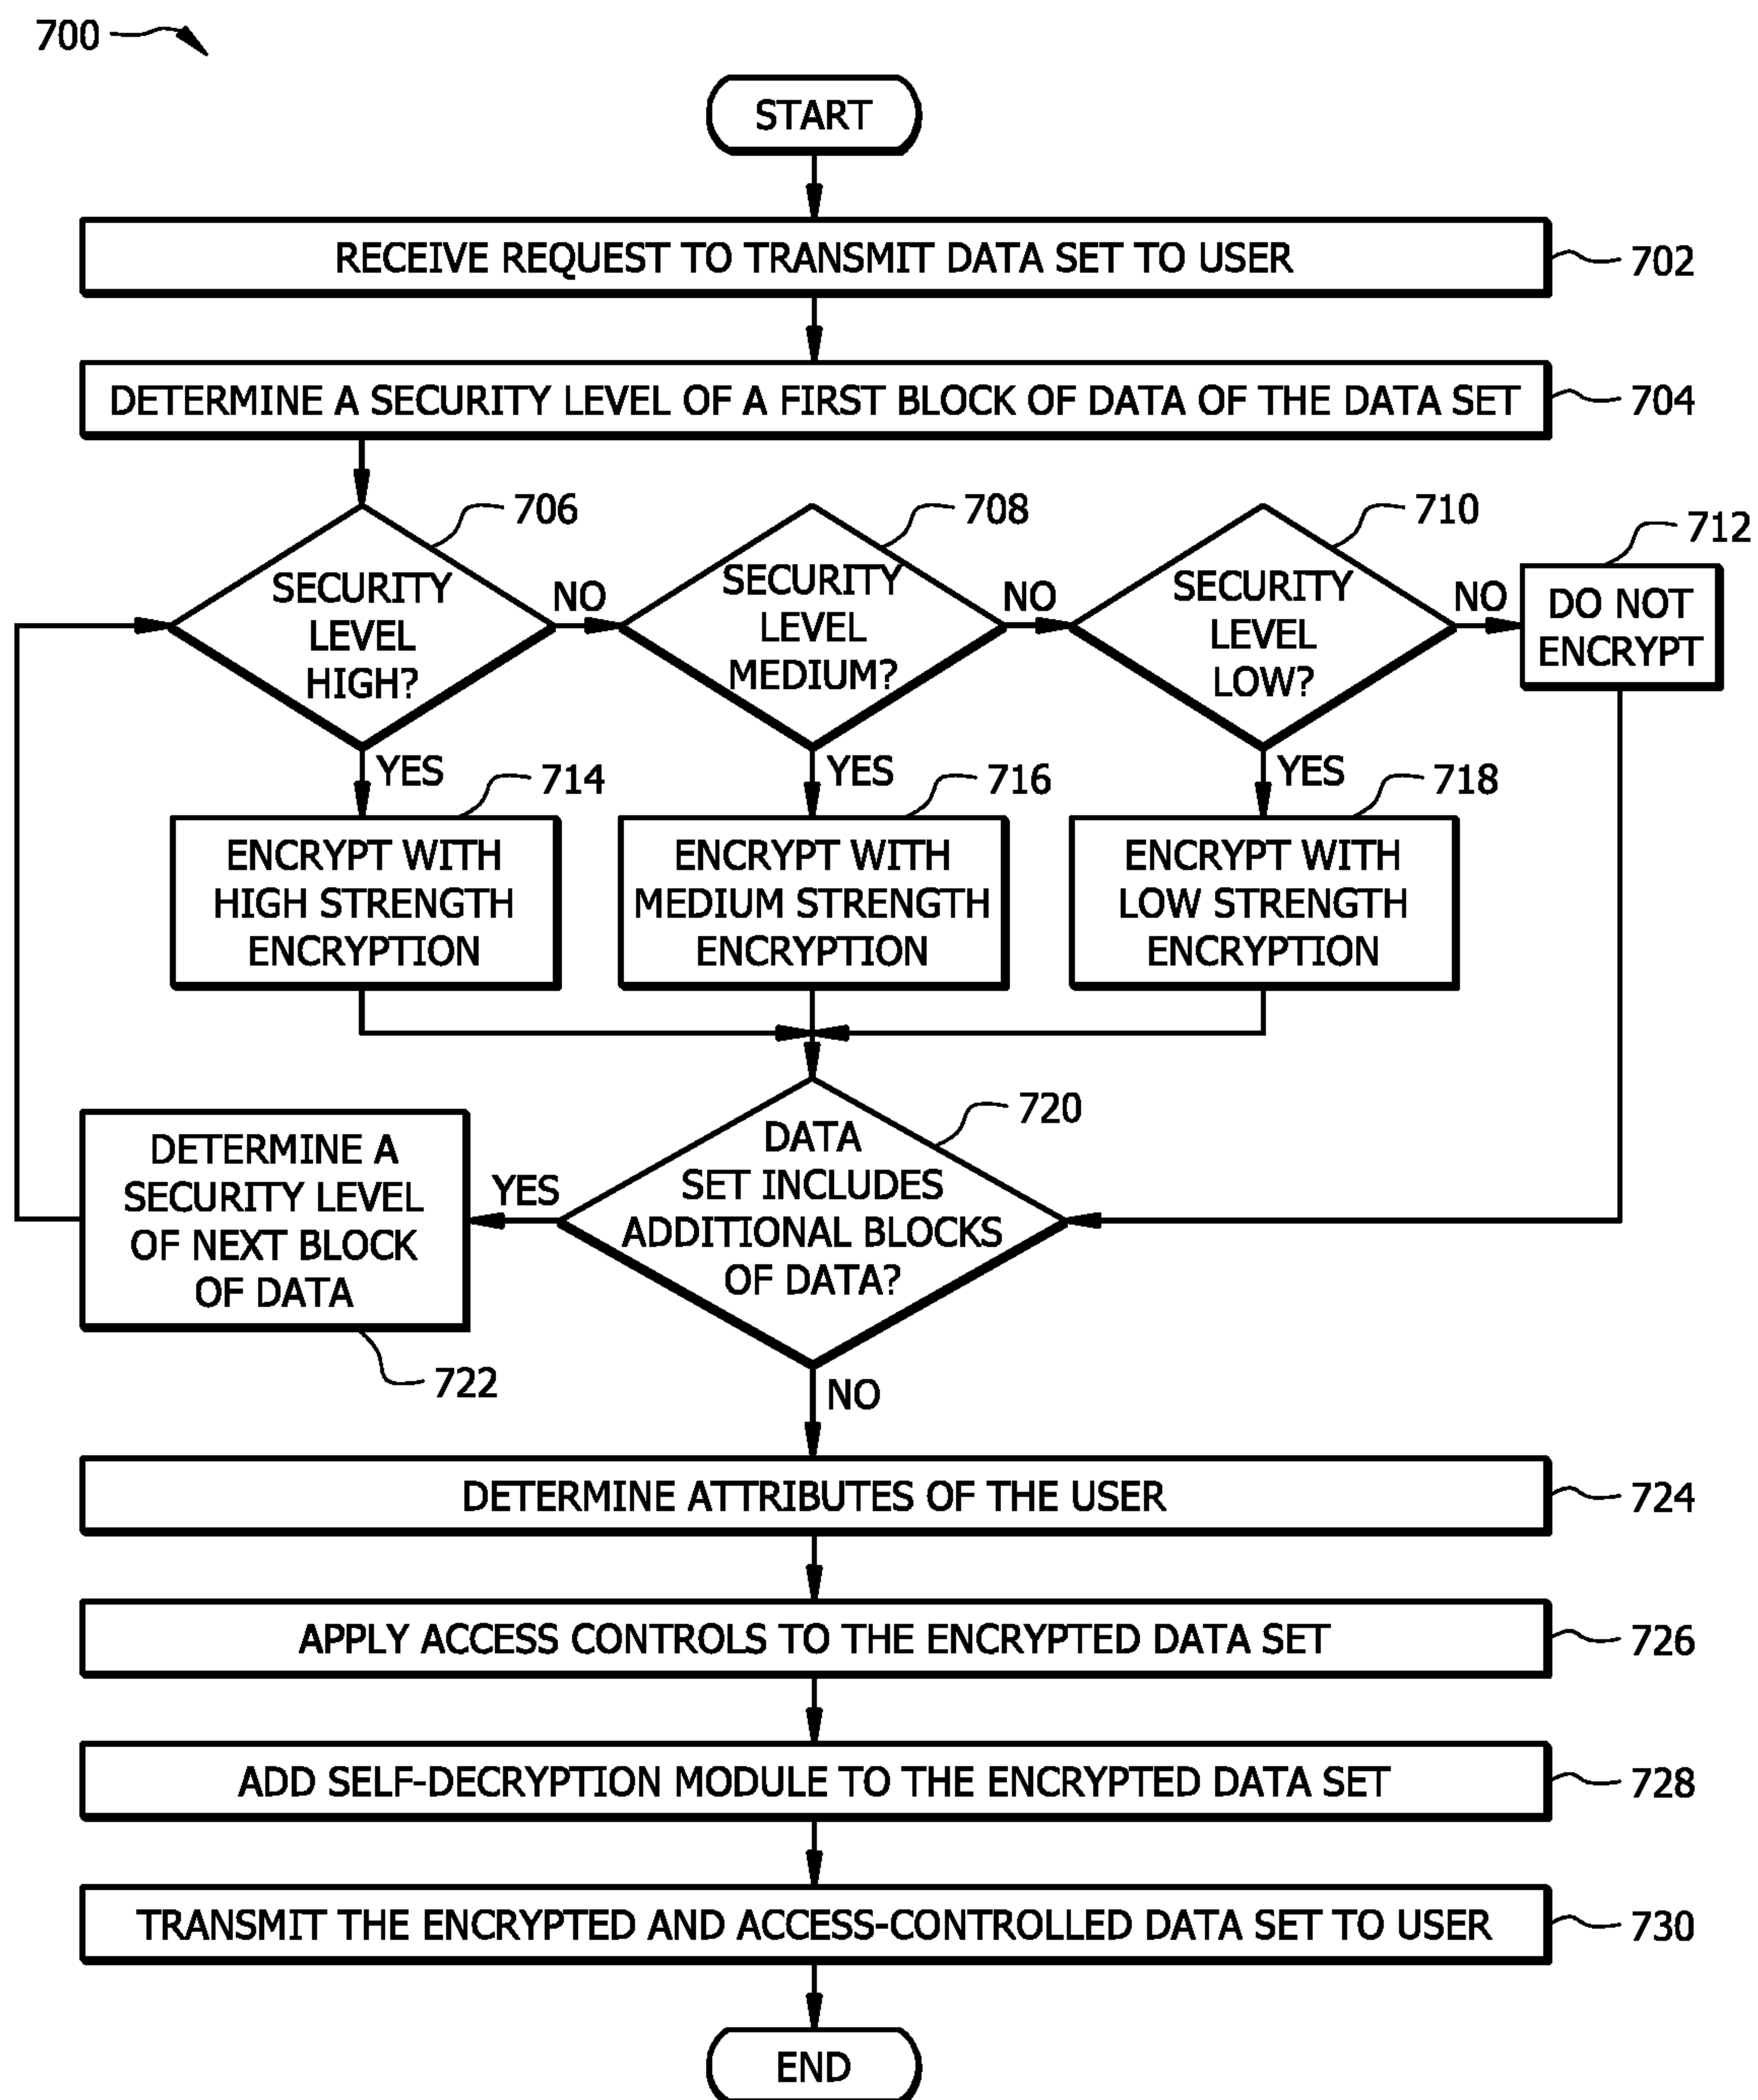 700
START
RECEIVE REQUEST TO TRANSMIT DATA SET TO USER
702
DETERMINE A SECURITY LEVEL OF A FIRST BLOCK OF DATA OF THE DATA SET
704
706
SECURITY
LEVEL
HIGH?
NO
708
SECURITY
LEVEL
MEDIUM?
NO
710
SECURITY
LEVEL
LOW?
NO
712
DO NOT
ENCRYPT
YES
714
ENCRYPT WITH
HIGH STRENGTH
ENCRYPTION
YES
716
ENCRYPT WITH
MEDIUM STRENGTH
ENCRYPTION
YES
718
ENCRYPT WITH
LOW STRENGTH
ENCRYPTION
720
DATA
SET INCLUDES
ADDITIONAL BLOCKS
OF DATA?
YES
DETERMINE A
SECURITY LEVEL
OF NEXT BLOCK
OF DATA
722
NO
DETERMINE ATTRIBUTES OF THE USER
724
APPLY ACCESS CONTROLS TO THE ENCRYPTED DATA SET
726
ADD SELF-DECRYPTION MODULE TO THE ENCRYPTED DATA SET
728
TRANSMIT THE ENCRYPTED AND ACCESS-CONTROLLED DATA SET TO USER
730
END